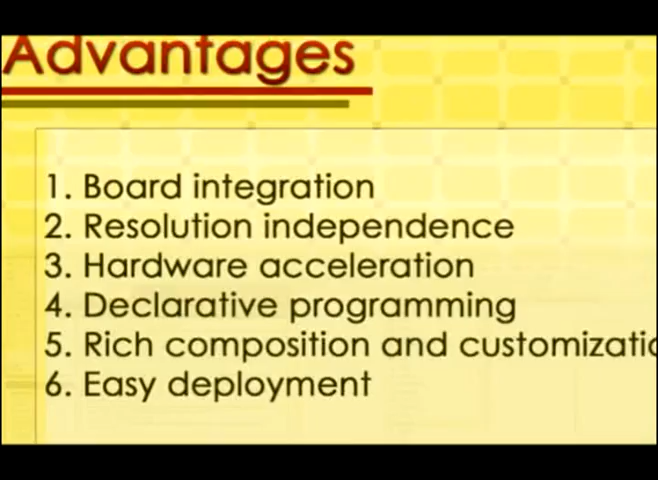 Advantages
1. Board integration
2. Resolution independence
3. Hardware acceleration
4. Declarative programming
5. Rich composition and customizatio
6. Easy deployment